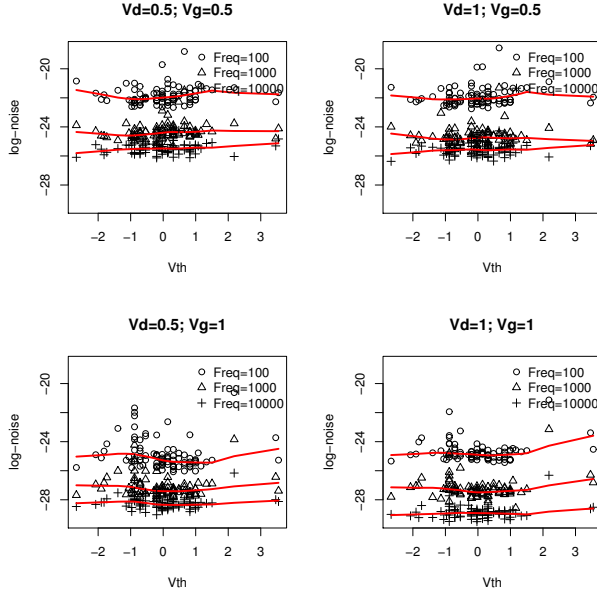 Vd=0.5; Vg=0.5
Freq=100
Freq=1000
Freq=10000
log−noise
−20
−24
−28
−2 −1 0 1 2 3
Vth
Vd=1; Vg=0.5
Freq=100
Freq=1000
Freq=10000
log−noise
−20
−24
−28
−2 −1 0 1 2 3
Vth
Vd=0.5; Vg=1
Freq=100
Freq=1000
Freq=10000
log−noise
−20
−24
−28
−2 −1 0 1 2 3
Vth
Vd=1; Vg=1
Freq=100
Freq=1000
Freq=10000
log−noise
−20
−24
−28
−2 −1 0 1 2 3
Vth